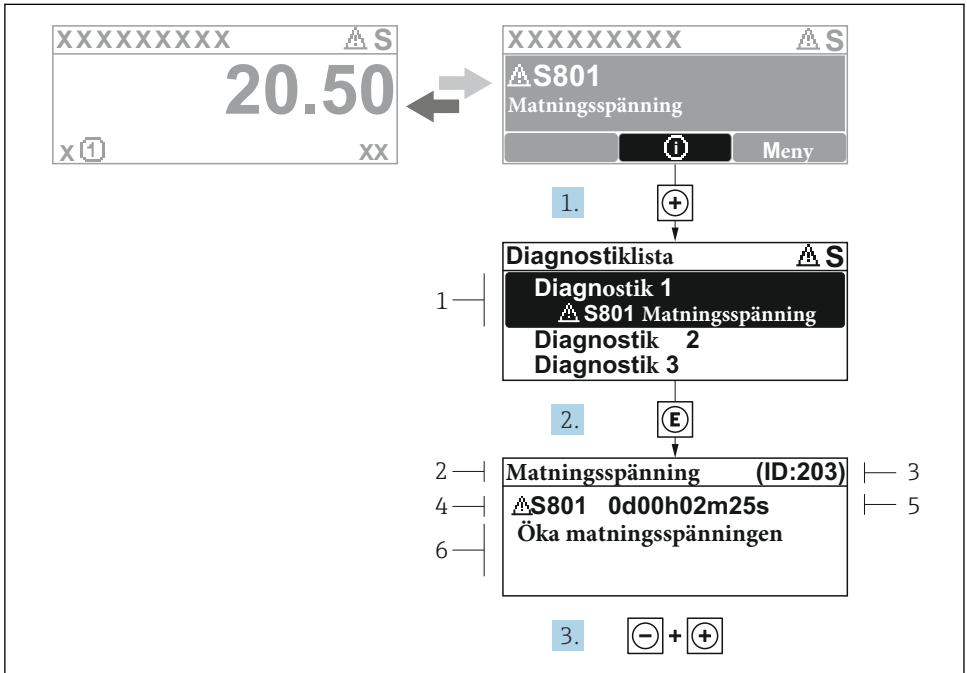 XXXXXXXXX ⚠ S
20.50
x ① XX
XXXXXXXXX ⚠ S
⚠S801
Matningsspänning
ⓘ Meny
1. +
Diagnostiklista ⚠ S
1
Diagnostik 1
⚠ S801 Matningsspänning
Diagnostik 2
Diagnostik 3
2. E
2 Matningsspänning (ID:203) 3
4 ⚠S801 0d00h02m25s 5
6 Öka matningsspänningen
3. − + +